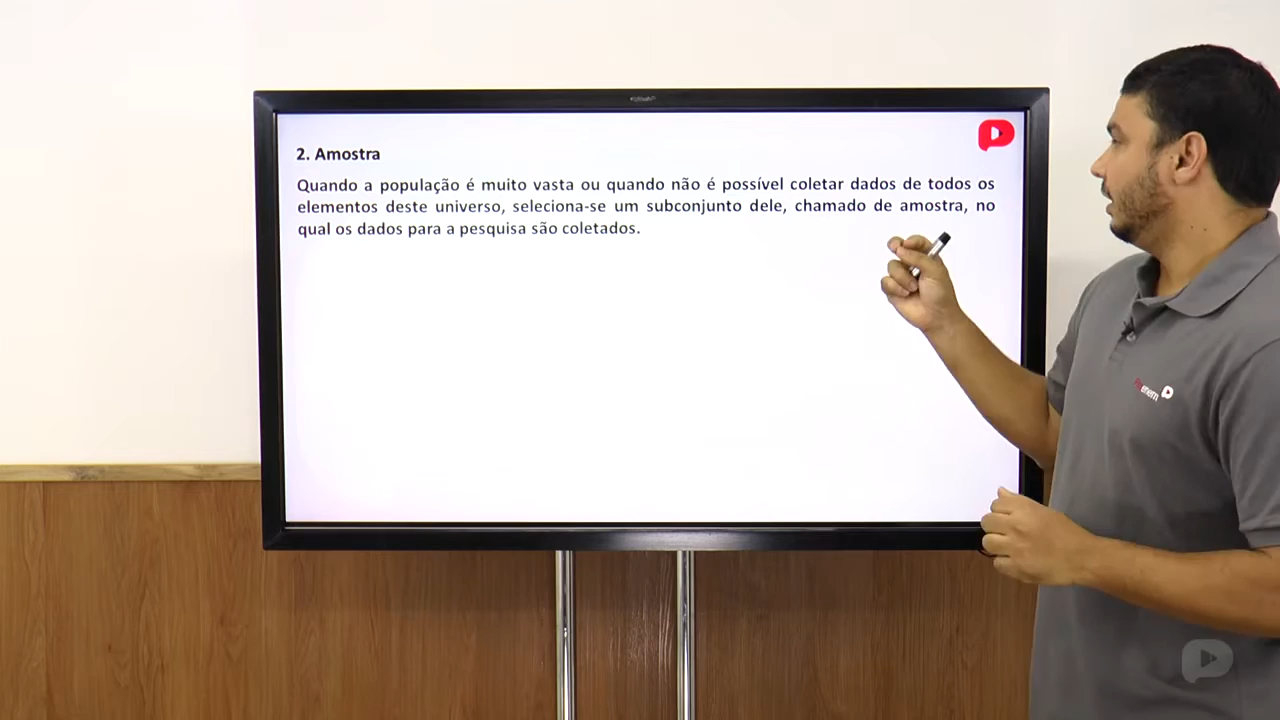 2. Amostra
Quando a população é muito vasta ou quando não é possível coletar dados de todos os
elementos deste universo, seleciona-se um subconjunto dele, chamado de amostra, no
qual os dados para a pesquisa são coletados.